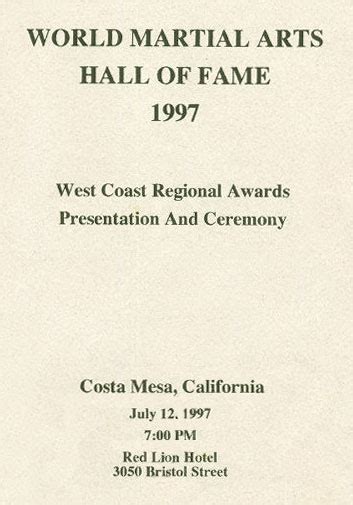 WORLD MARTIAL ARTS
HALL OF FAME
1997
West Coast Regional Awards
Presentation And Ceremony
Costa Mesa, California
July 12, 1997
7:00 PM
Red Lion Hotel
3050 Bristol Street